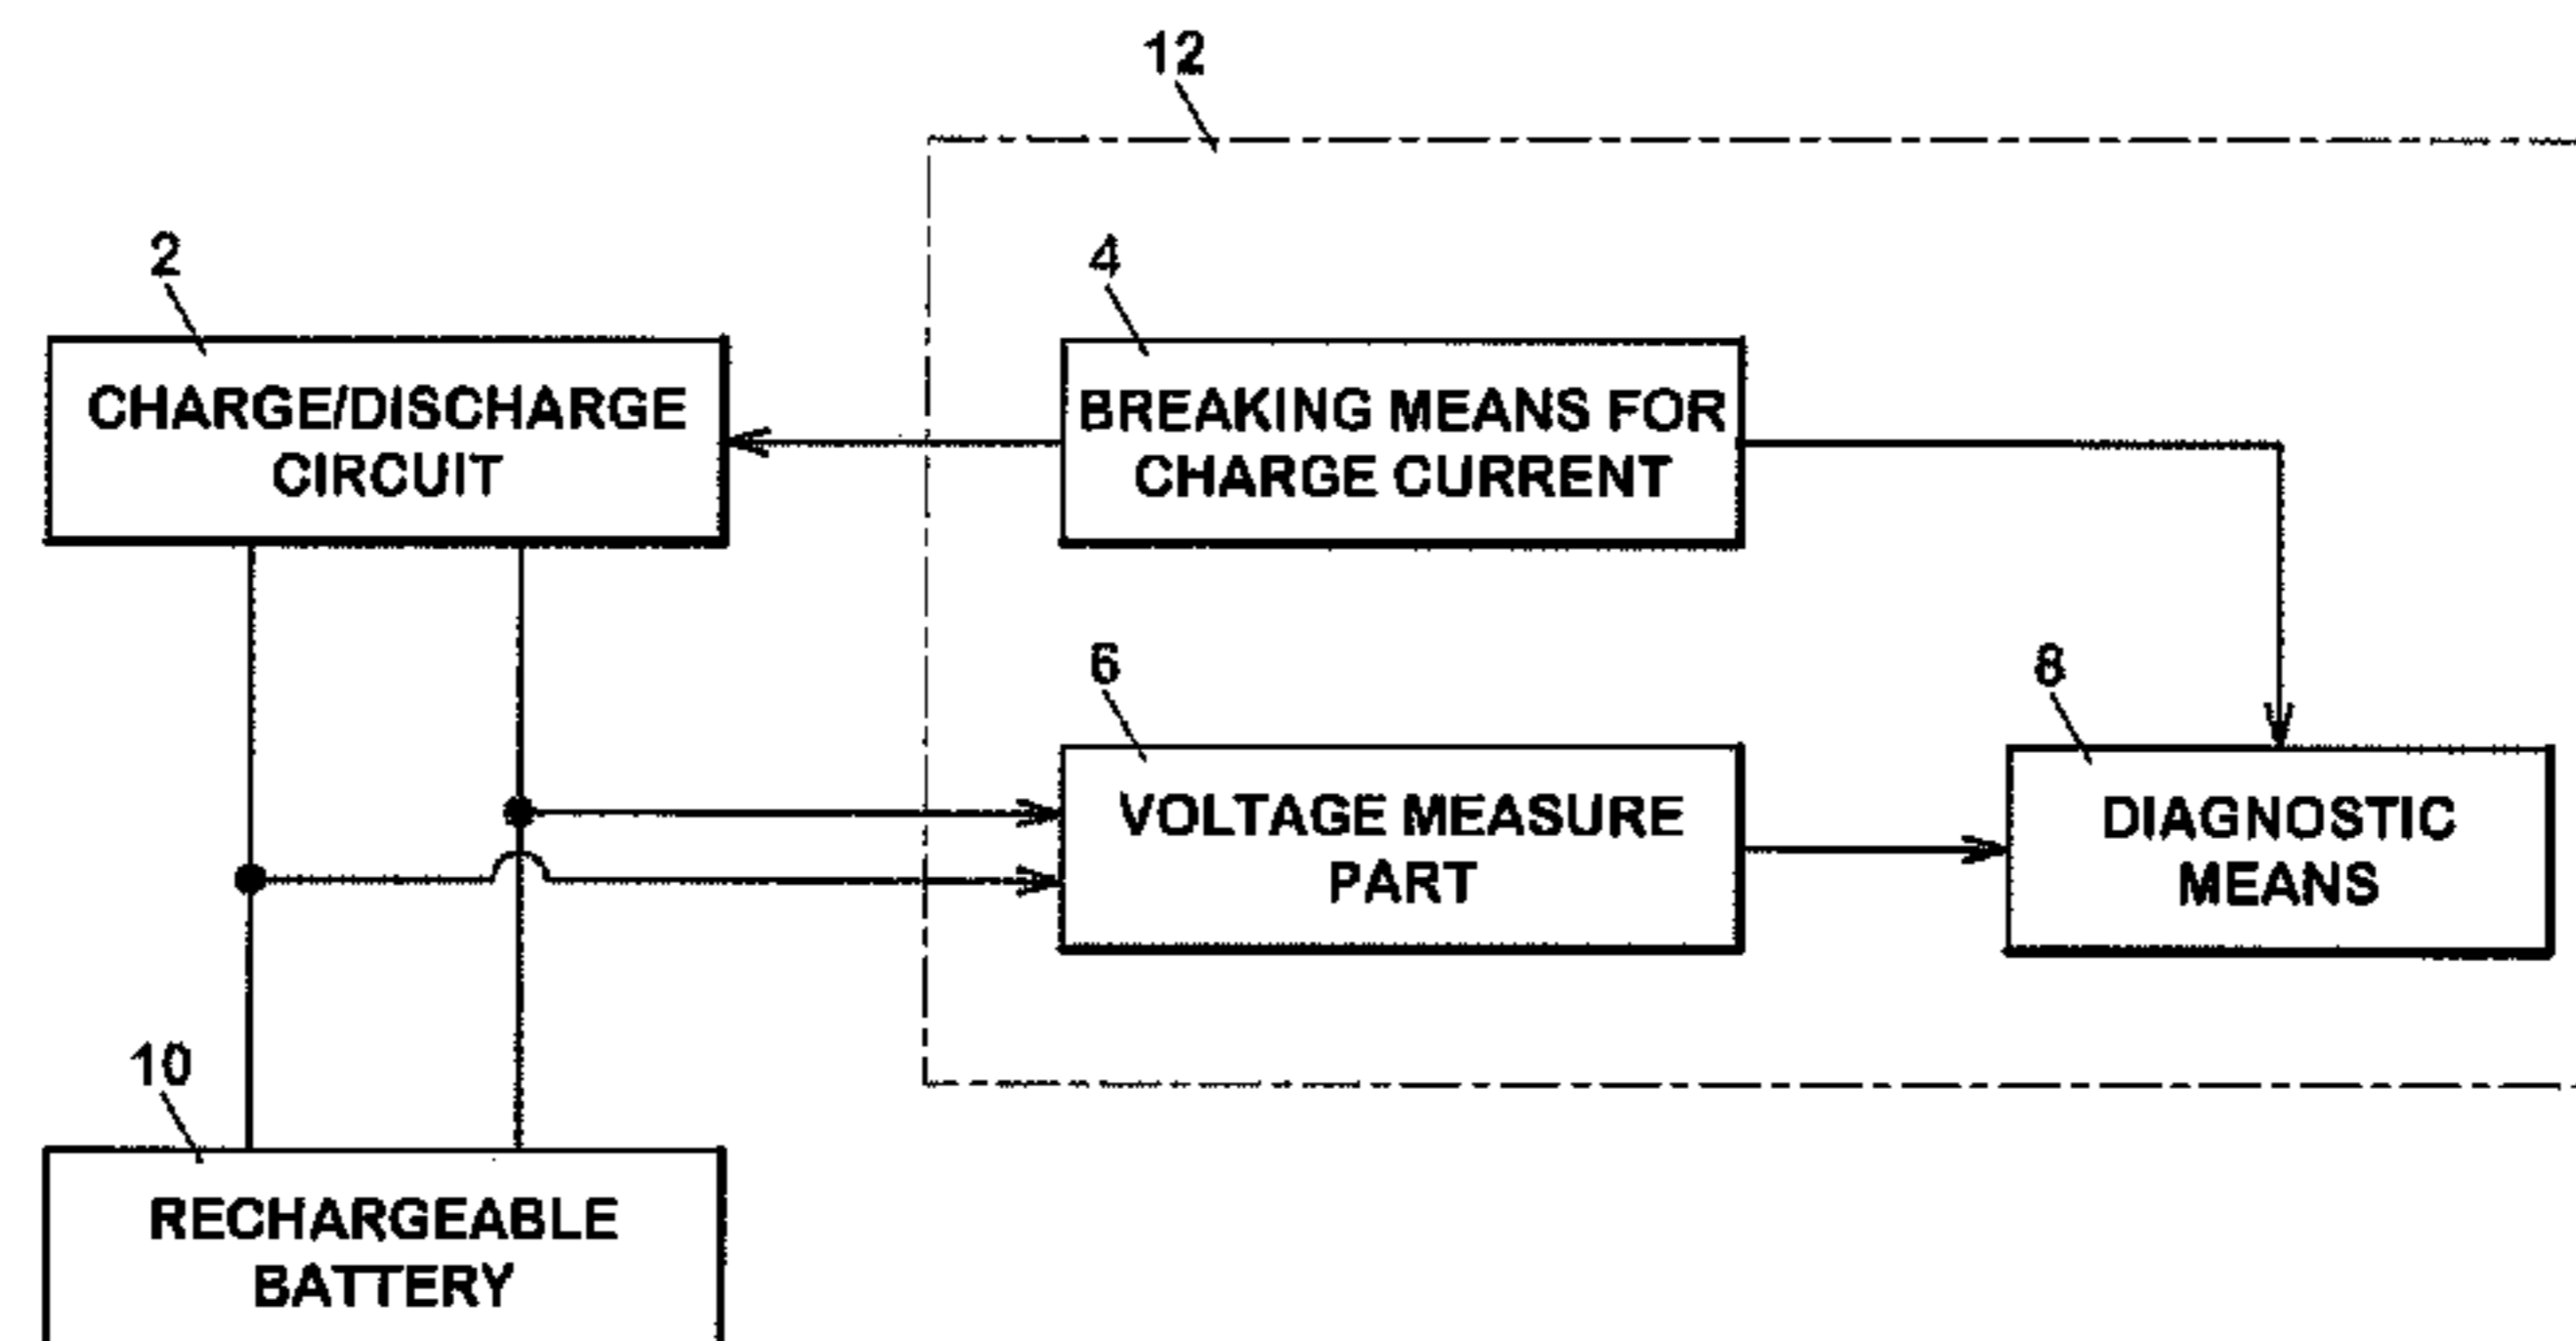 12
2
4
CHARGE/DISCHARGE
CIRCUIT
BREAKING MEANS FOR
CHARGE CURRENT
6
8
VOLTAGE MEASURE
PART
DIAGNOSTIC
MEANS
10
RECHARGEABLE
BATTERY